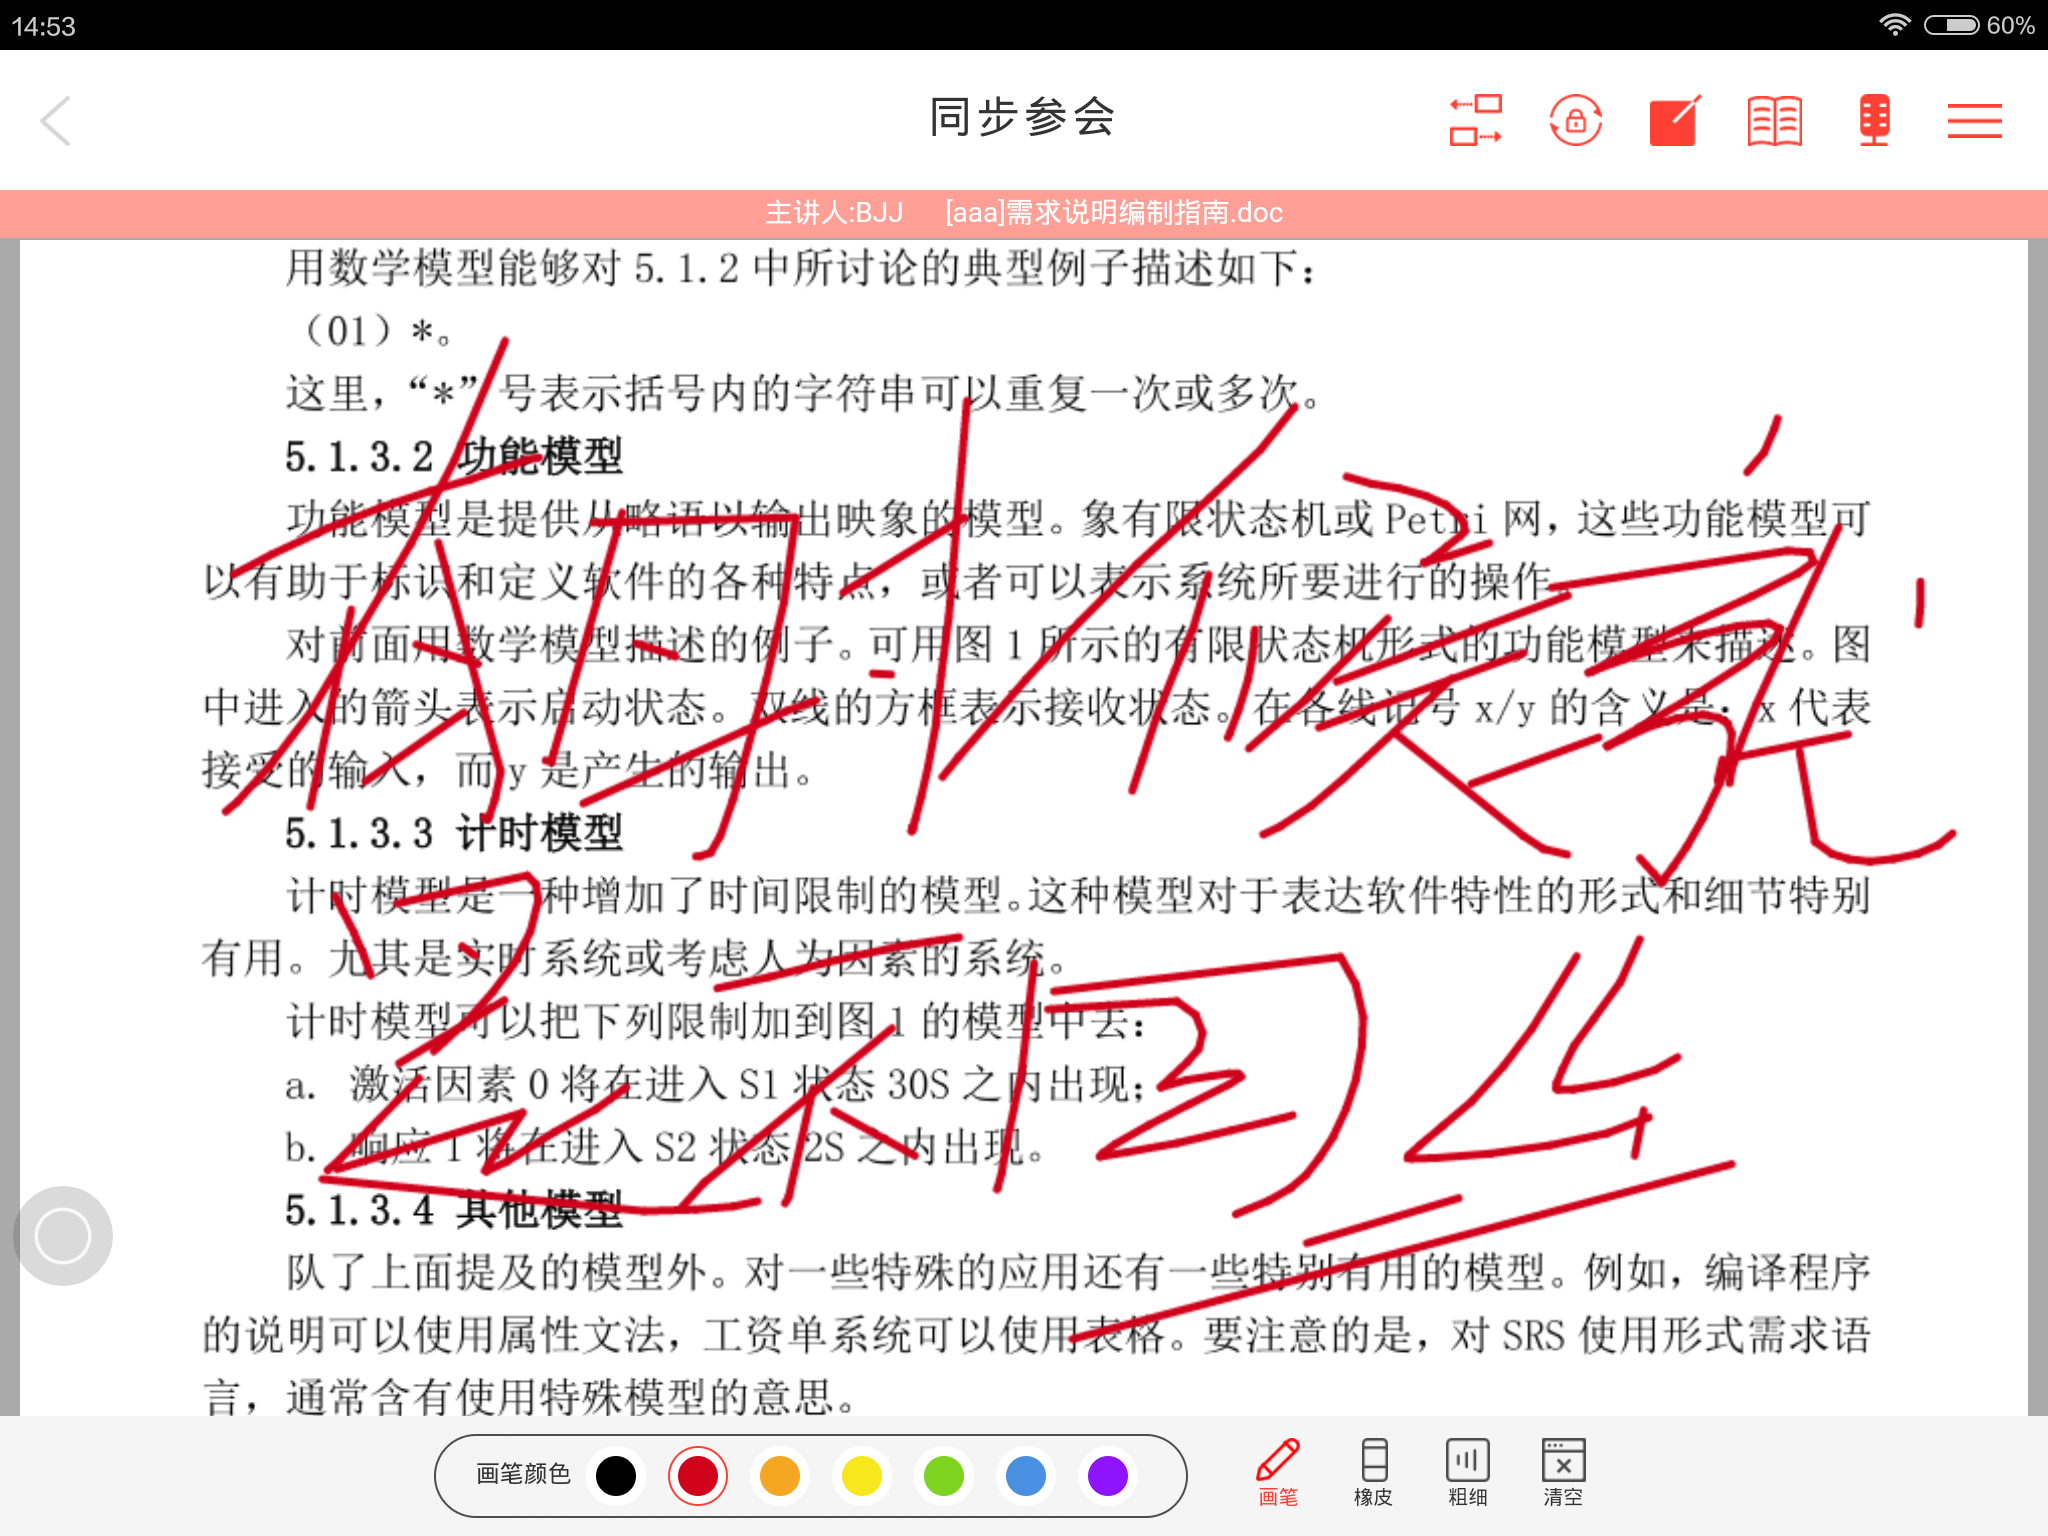 14:53
60%
同步参会
主讲人:BJJ [aaa]需求说明编制指南.doc
用数学模型能够对 5.1.2 中所讨论的典型例子描述如下：
（01）*。
这里，“*”号表示括号内的字符串可以重复一次或多次。
5.1.3.2 功能模型
功能模型是提供从略语以输出映象的模型。象有限状态机或 Petri 网，这些功能模型可
以有助于标识和定义软件的各种特点，或者可以表示系统所要进行的操作。
对前面用数学模型描述的例子。可用图 1 所示的有限状态机形式的功能模型来描述。图
中进入的箭头表示启动状态。双线的方框表示接收状态。在各线记号 x/y 的含义是：x 代表
接受的输入，而 y 是产生的输出。
5.1.3.3 计时模型
计时模型是一种增加了时间限制的模型。这种模型对于表达软件特性的形式和细节特别
有用。尤其是实时系统或考虑人为因素的系统。
计时模型可以把下列限制加到图 1 的模型中去：
a. 激活因素 0 将在进入 S1 状态 30S 之内出现；
b. 响应 1 将在进入 S2 状态 2S 之内出现。
5.1.3.4 其他模型
队了上面提及的模型外。对一些特殊的应用还有一些特别有用的模型。例如，编译程序
的说明可以使用属性文法，工资单系统可以使用表格。要注意的是，对 SRS 使用形式需求语
言，通常含有使用特殊模型的意思。
画笔颜色
画笔 橡皮 粗细 清空